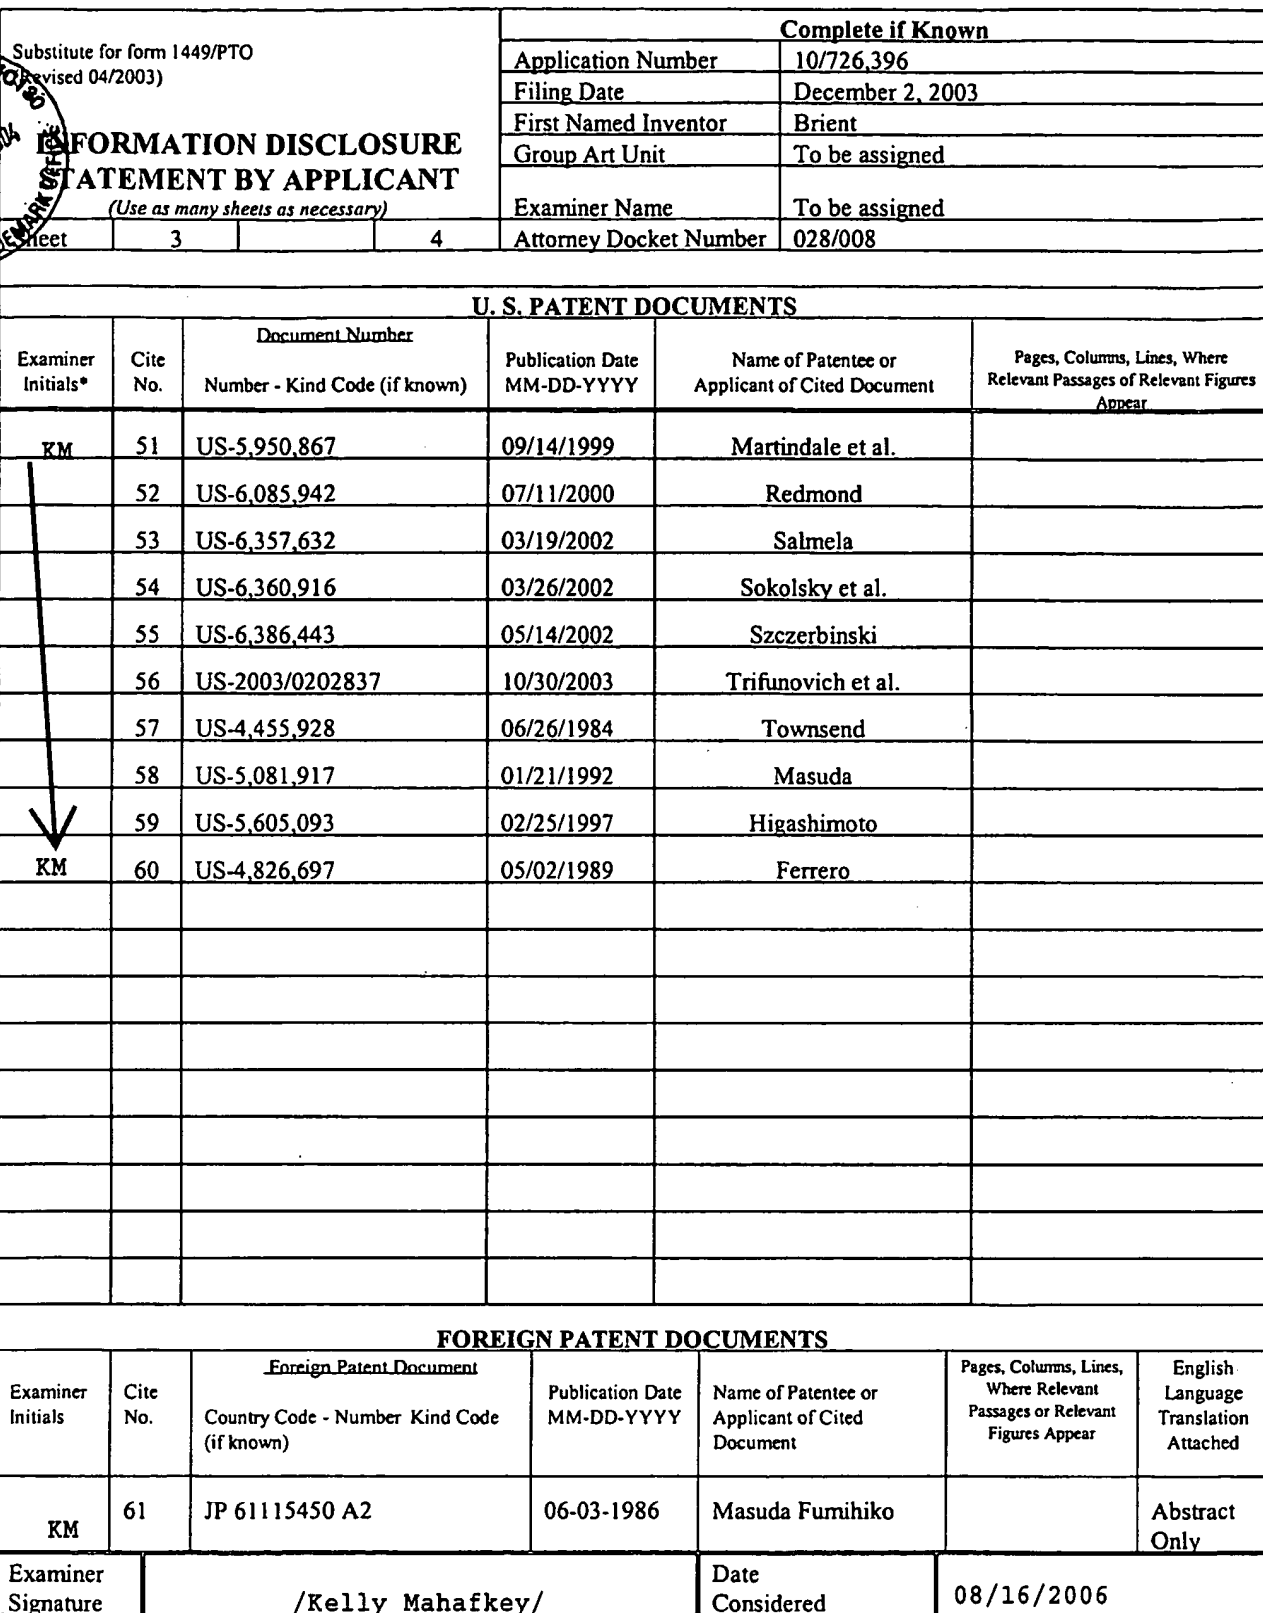 Substitute for form 1449/PTO
(Revised 04/2003)
INFORMATION DISCLOSURE
STATEMENT BY APPLICANT
(Use as many sheets as necessary)
Sheet 3 4
Complete if Known
Application Number 10/726,396
Filing Date December 2, 2003
First Named Inventor Brient
Group Art Unit To be assigned
Examiner Name To be assigned
Attorney Docket Number 028/008
U. S. PATENT DOCUMENTS
Examiner Initials*
Cite No.
Document Number
Number - Kind Code (if known)
Publication Date
MM-DD-YYYY
Name of Patentee or
Applicant of Cited Document
Pages, Columns, Lines, Where
Relevant Passages of Relevant Figures
Appear
KM 51 US-5,950,867 09/14/1999 Martindale et al.
52 US-6,085,942 07/11/2000 Redmond
53 US-6,357,632 03/19/2002 Salmela
54 US-6,360,916 03/26/2002 Sokolsky et al.
55 US-6,386,443 05/14/2002 Szczerbinski
56 US-2003/0202837 10/30/2003 Trifunovich et al.
57 US-4,455,928 06/26/1984 Townsend
58 US-5,081,917 01/21/1992 Masuda
59 US-5,605,093 02/25/1997 Higashimoto
KM 60 US-4,826,697 05/02/1989 Ferrero
FOREIGN PATENT DOCUMENTS
Examiner
Initials
Cite
No.
Foreign Patent Document
Country Code - Number Kind Code
(if known)
Publication Date
MM-DD-YYYY
Name of Patentee or
Applicant of Cited
Document
Pages, Columns, Lines,
Where Relevant
Passages or Relevant
Figures Appear
English
Language
Translation
Attached
KM 61 JP 61115450 A2 06-03-1986 Masuda Fumihiko Abstract
Only
Examiner
Signature
/Kelly Mahafkey/
Date
Considered
08/16/2006